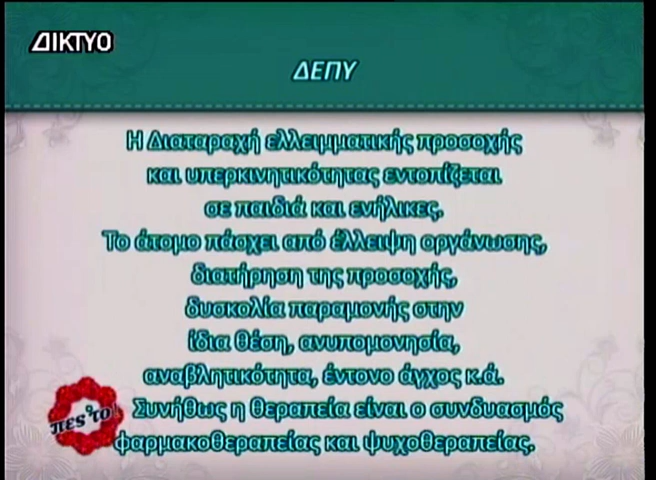 ΔΙΚΤΥΟ
ΔΕΠΥ
Η Διαταραχή ελλειμματικής προσοχής
και υπερκινητικότητας εντοπίζεται
σε παιδιά και ενήλικες.
Το άτομο πάσχει από έλλειψη οργάνωσης,
διατήρηση της προσοχής,
δυσκολία παραμονής στην
ίδια θέση, ανυπομονησία,
αναβλητικότητα, έντονο άγχος κ.ά.
πες το!
Συνήθως η θεραπεία είναι ο συνδυασμός
φαρμακοθεραπείας και ψυχοθεραπείας.